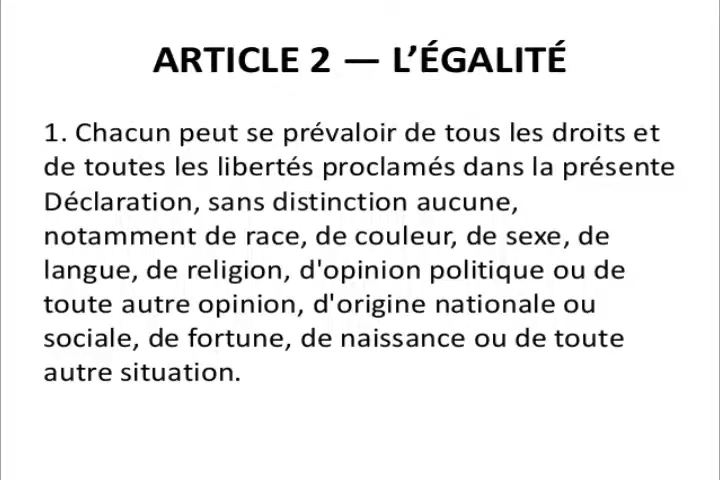 ARTICLE 2 — L’ÉGALITÉ
1. Chacun peut se prévaloir de tous les droits et
de toutes les libertés proclamés dans la présente
Déclaration, sans distinction aucune,
notamment de race, de couleur, de sexe, de
langue, de religion, d'opinion politique ou de
toute autre opinion, d'origine nationale ou
sociale, de fortune, de naissance ou de toute
autre situation.